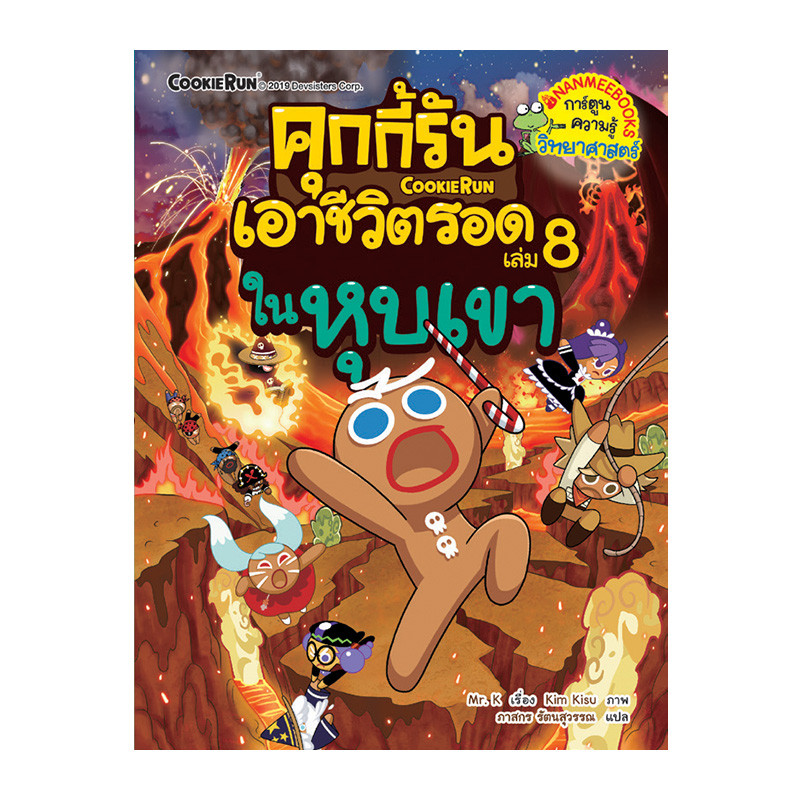 COOKIERUN © 2019 Devsisters Corp.
NANMEEBOOKS
การ์ตูน
ความรู้
วิทยาศาสตร์
คุกกี้รัน
COOKIERUN
เอาชีวิตรอด
เล่ม 8
ในหุบเขา
Mr. K เรื่อง Kim Kisu ภาพ
ภาสกร รัตนสุวรรณ แปล